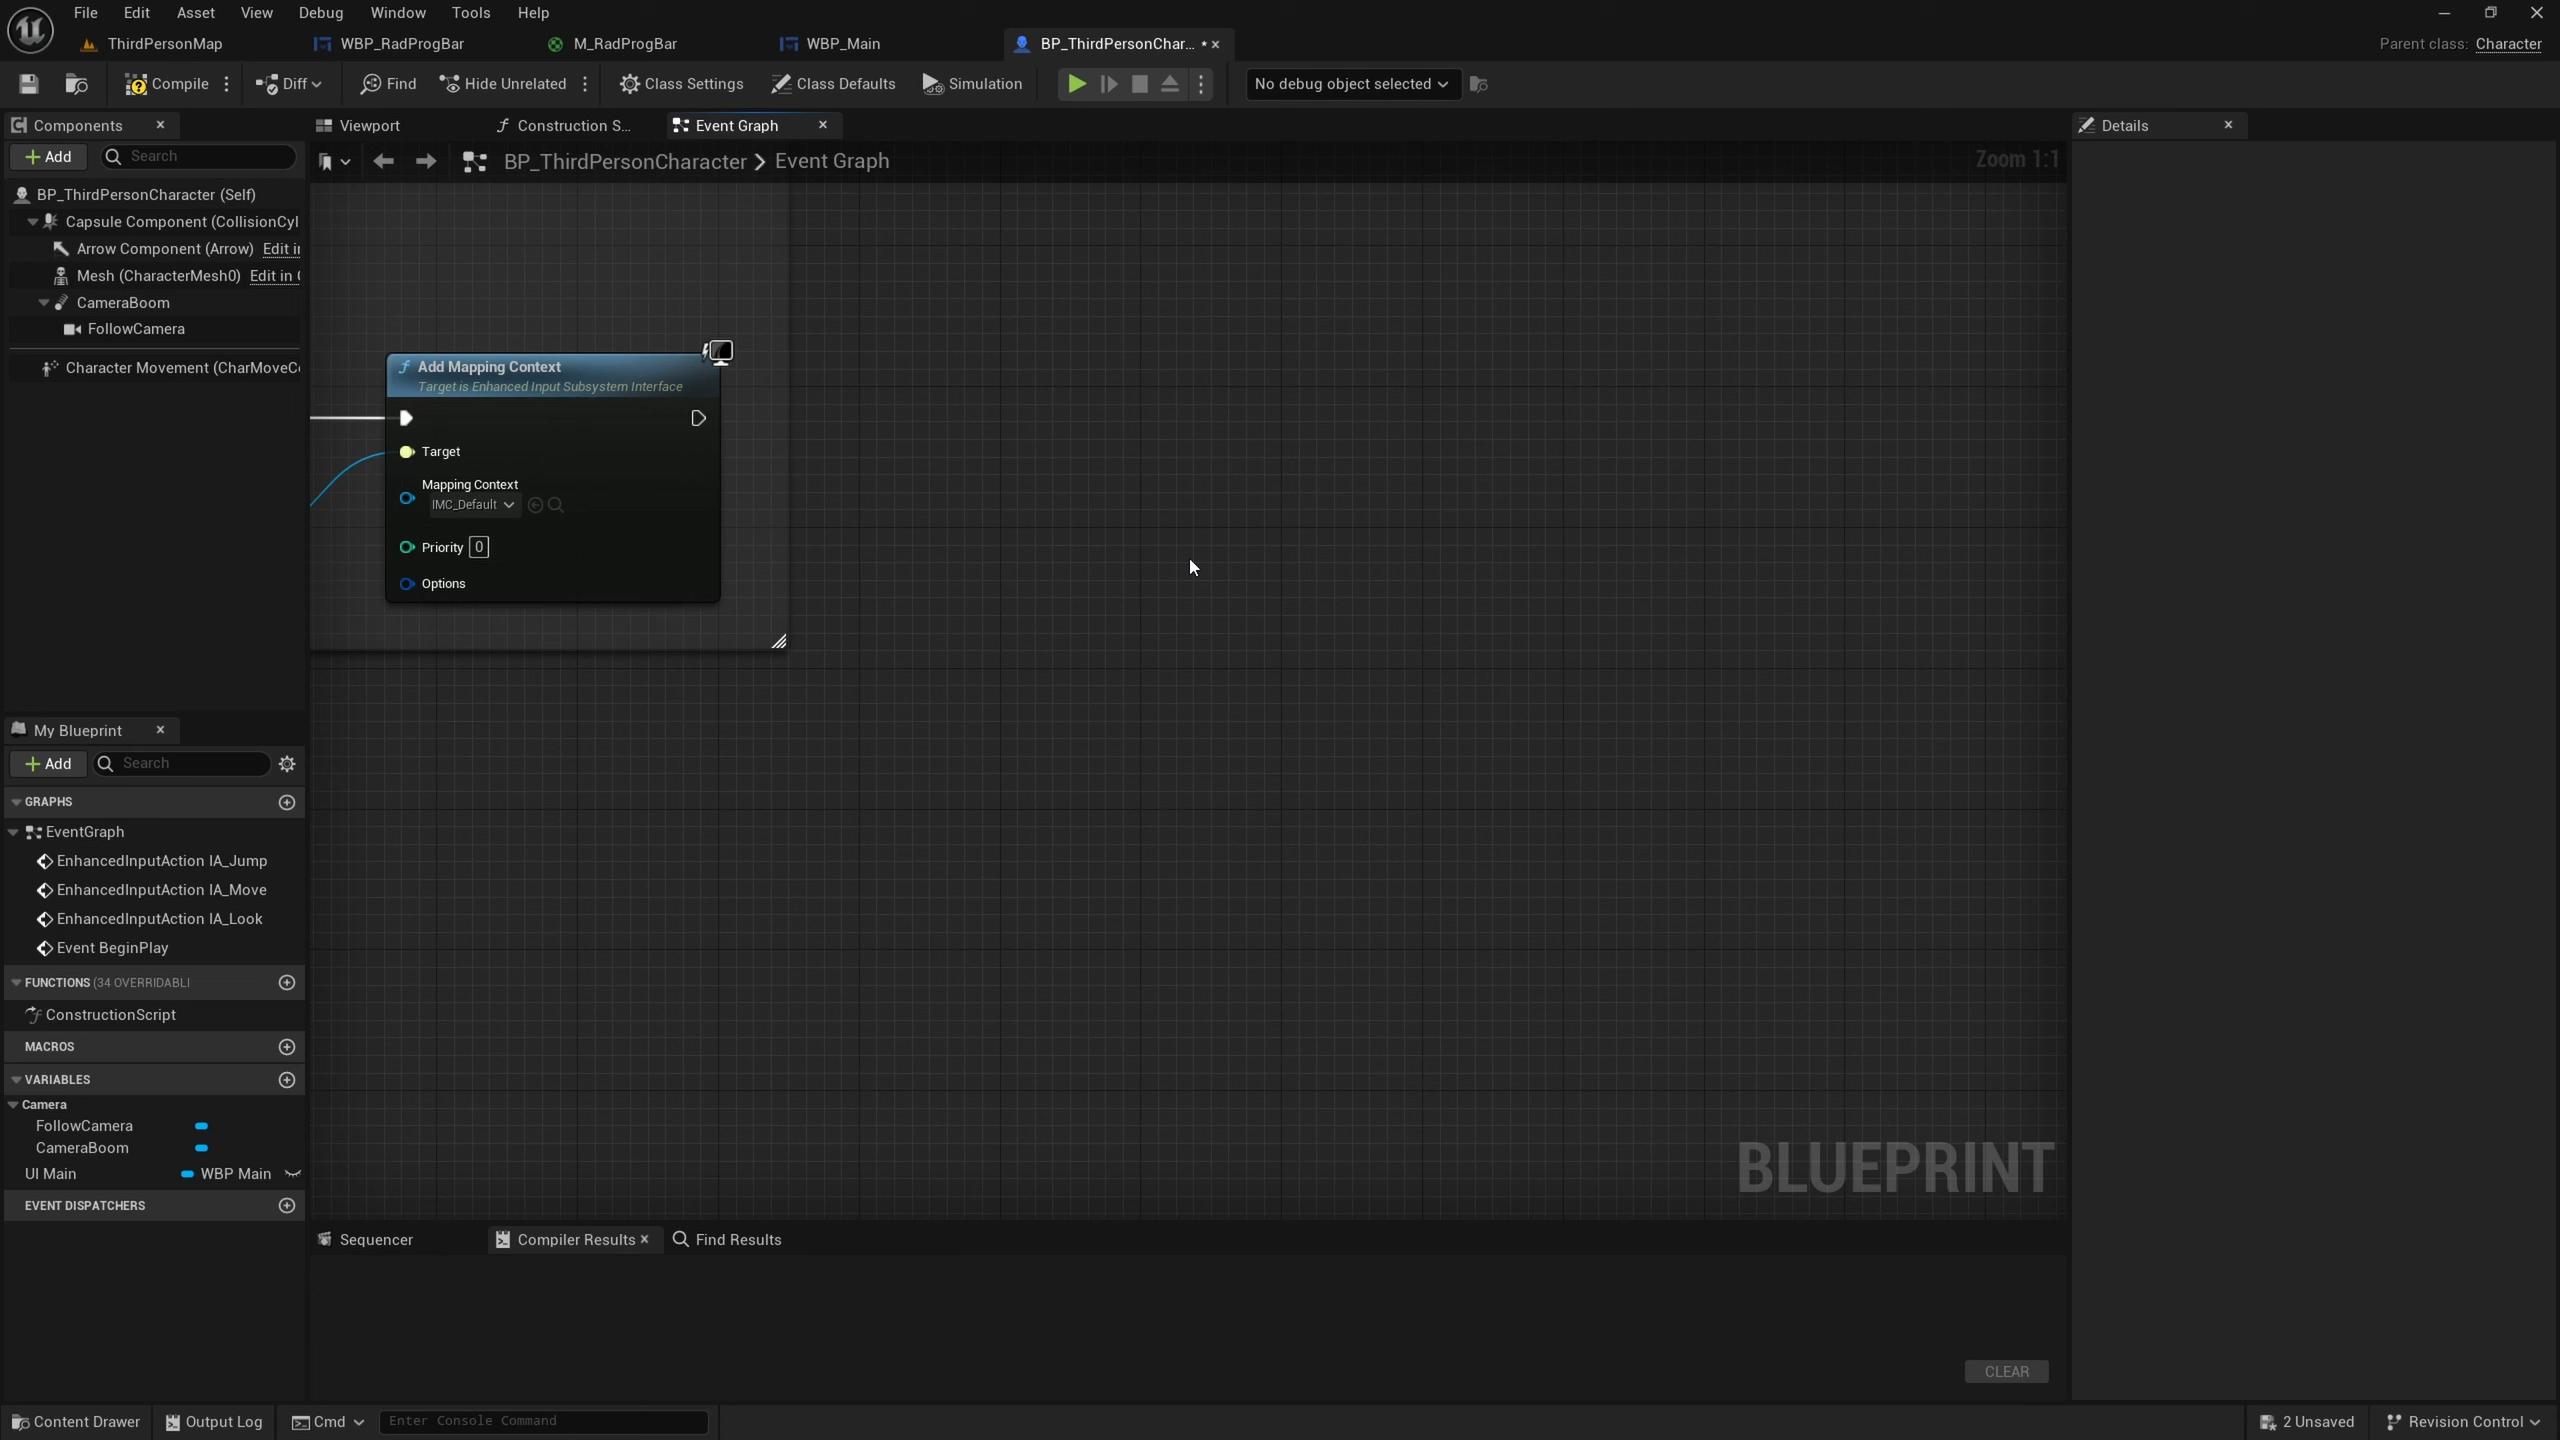 File Edit Asset View Debug Window Tools Help
ThirdPersonMap WBP_RadProgBar M_RadProgBar WBP_Main BP_ThirdPersonChar... Parent class: Character
Compile Diff Find Hide Unrelated Class Settings Class Defaults Simulation No debug object selected
Components Viewport Construction S... Event Graph Details
Add Search BP_ThirdPersonCharacter > Event Graph Zoom 1:1
BP_ThirdPersonCharacter (Self)
Capsule Component (CollisionCyl
Arrow Component (Arrow) Edit i
Mesh (CharacterMesh0) Edit in
CameraBoom
FollowCamera
Character Movement (CharMoveC
Add Mapping Context
Target is Enhanced Input Subsystem Interface
Target
Mapping Context
IMC_Default
Priority 0
Options
My Blueprint
Add Search
GRAPHS
EventGraph
EnhancedInputAction IA_Jump
EnhancedInputAction IA_Move
EnhancedInputAction IA_Look
Event BeginPlay
FUNCTIONS (34 OVERRIDABL
ConstructionScript
MACROS
VARIABLES
Camera
FollowCamera
CameraBoom
UI Main WBP Main
EVENT DISPATCHERS
BLUEPRINT
Sequencer Compiler Results Find Results
CLEAR
Content Drawer Output Log Cmd Enter Console Command 2 Unsaved Revision Control